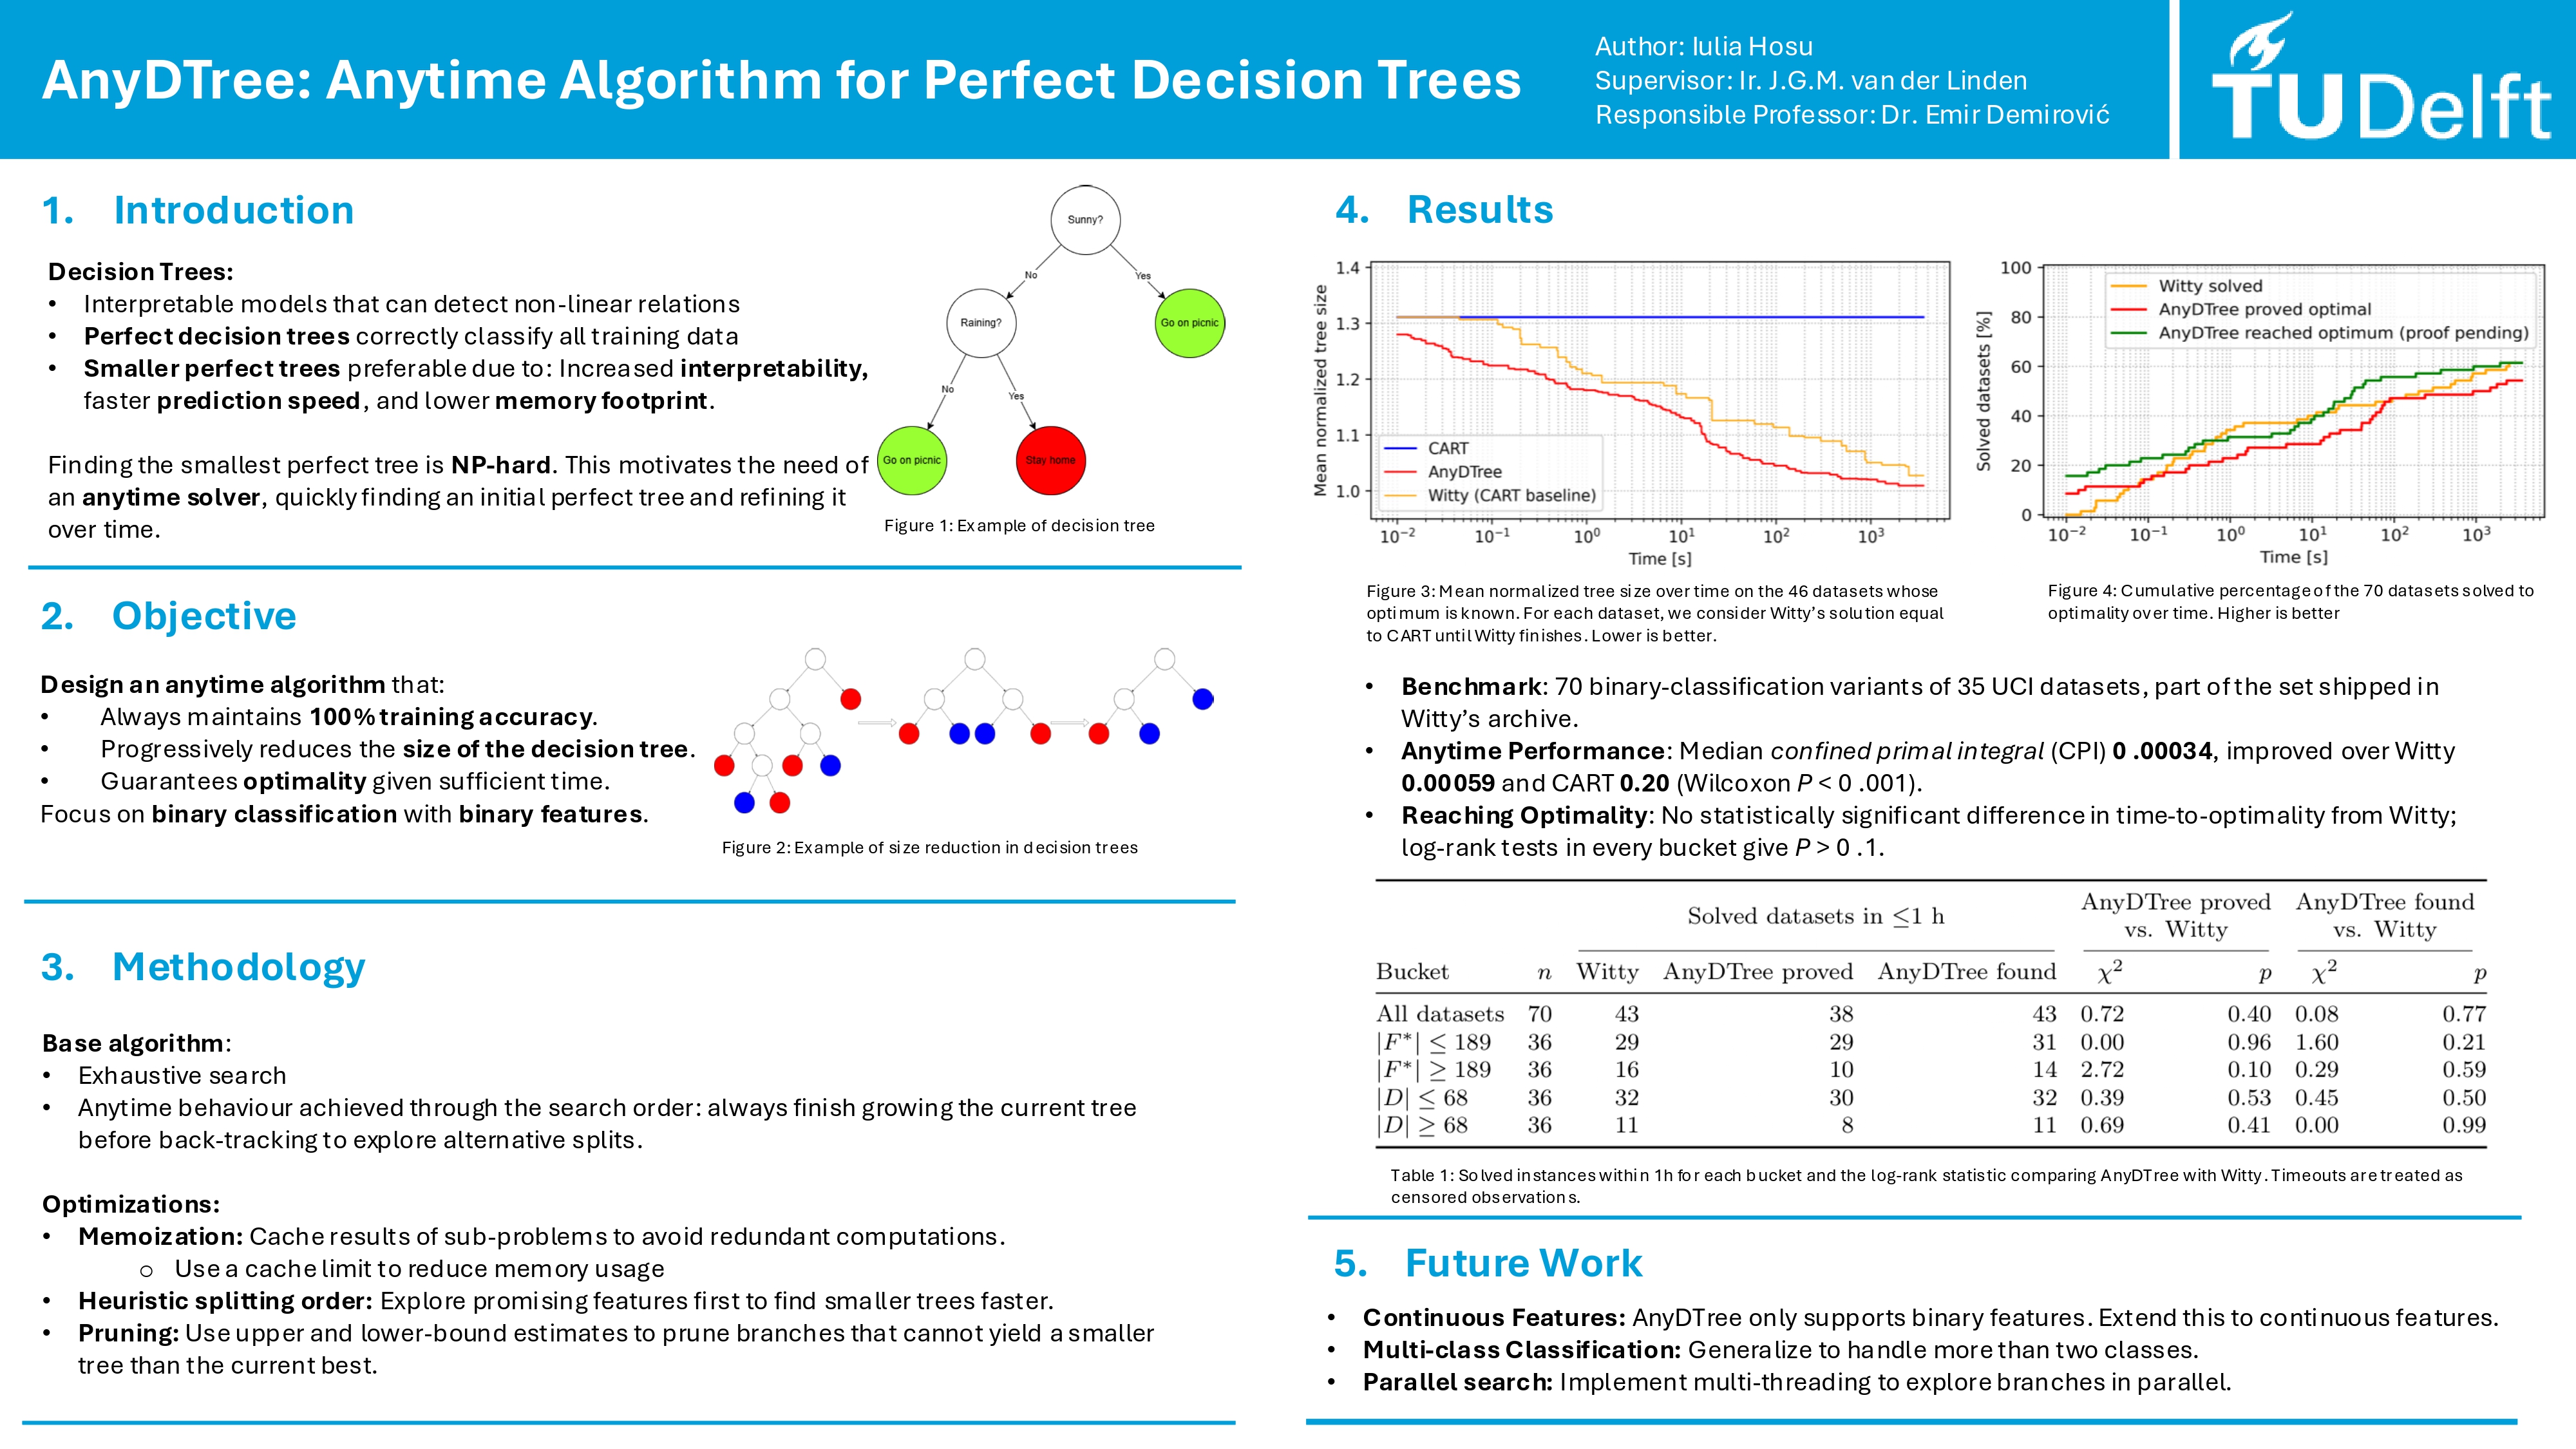 AnyDTree: Anytime Algorithm for Perfect Decision Trees
Author: Iulia Hosu
Supervisor: Ir. J.G.M. van der Linden
Responsible Professor: Dr. Emir Demirović
TUDelft
1. Introduction
Decision Trees:
• Interpretable models that can detect non-linear relations
• Perfect decision trees correctly classify all training data
• Smaller perfect trees preferable due to: Increased interpretability,
faster prediction speed, and lower memory footprint.
Finding the smallest perfect tree is NP-hard. This motivates the need of
an anytime solver, quickly finding an initial perfect tree and refining it
over time.
Sunny?
No
Yes
Raining?
Go on picnic
No
Yes
Go on picnic
Stay home
Figure 1: Example of decision tree
2. Objective
Design an anytime algorithm that:
• Always maintains 100% training accuracy.
• Progressively reduces the size of the decision tree.
• Guarantees optimality given sufficient time.
Focus on binary classification with binary features.
Figure 2: Example of size reduction in decision trees
3. Methodology
Base algorithm:
• Exhaustive search
• Anytime behaviour achieved through the search order: always finish growing the current tree
before back-tracking to explore alternative splits.
Optimizations:
• Memoization: Cache results of sub-problems to avoid redundant computations.
o Use a cache limit to reduce memory usage
• Heuristic splitting order: Explore promising features first to find smaller trees faster.
• Pruning: Use upper and lower-bound estimates to prune branches that cannot yield a smaller
tree than the current best.
4. Results
Mean normalized tree size
1.4
1.3
1.2
1.1
1.0
CART
AnyDTree
Witty (CART baseline)
10⁻² 10⁻¹ 10⁰ 10¹ 10² 10³
Time [s]
Figure 3: Mean normalized tree size over time on the 46 datasets whose
optimum is known. For each dataset, we consider Witty's solution equal
to CART until Witty finishes. Lower is better.
Solved datasets [%]
100
80
60
40
20
0
Witty solved
AnyDTree proved optimal
AnyDTree reached optimum (proof pending)
10⁻² 10⁻¹ 10⁰ 10¹ 10² 10³
Time [s]
Figure 4: Cumulative percentage of the 70 datasets solved to
optimality over time. Higher is better
• Benchmark: 70 binary-classification variants of 35 UCI datasets, part of the set shipped in
Witty's archive.
• Anytime Performance: Median confined primal integral (CPI) 0 .00034, improved over Witty
0.00059 and CART 0.20 (Wilcoxon P < 0 .001).
• Reaching Optimality: No statistically significant difference in time-to-optimality from Witty;
log-rank tests in every bucket give P > 0 .1.
Solved datasets in ≤1 h
AnyDTree proved
vs. Witty
AnyDTree found
vs. Witty
Bucket n Witty AnyDTree proved AnyDTree found χ² p χ² p
All datasets 70 43 38 43 0.72 0.40 0.08 0.77
|F*| ≤ 189 36 29 29 31 0.00 0.96 1.60 0.21
|F*| ≥ 189 36 16 10 14 2.72 0.10 0.29 0.59
|D| ≤ 68 36 32 30 32 0.39 0.53 0.45 0.50
|D| ≥ 68 36 11 8 11 0.69 0.41 0.00 0.99
Table 1: Solved instances within 1h for each bucket and the log-rank statistic comparing AnyDTree with Witty. Timeouts are treated as
censored observations.
5. Future Work
• Continuous Features: AnyDTree only supports binary features. Extend this to continuous features.
• Multi-class Classification: Generalize to handle more than two classes.
• Parallel search: Implement multi-threading to explore branches in parallel.